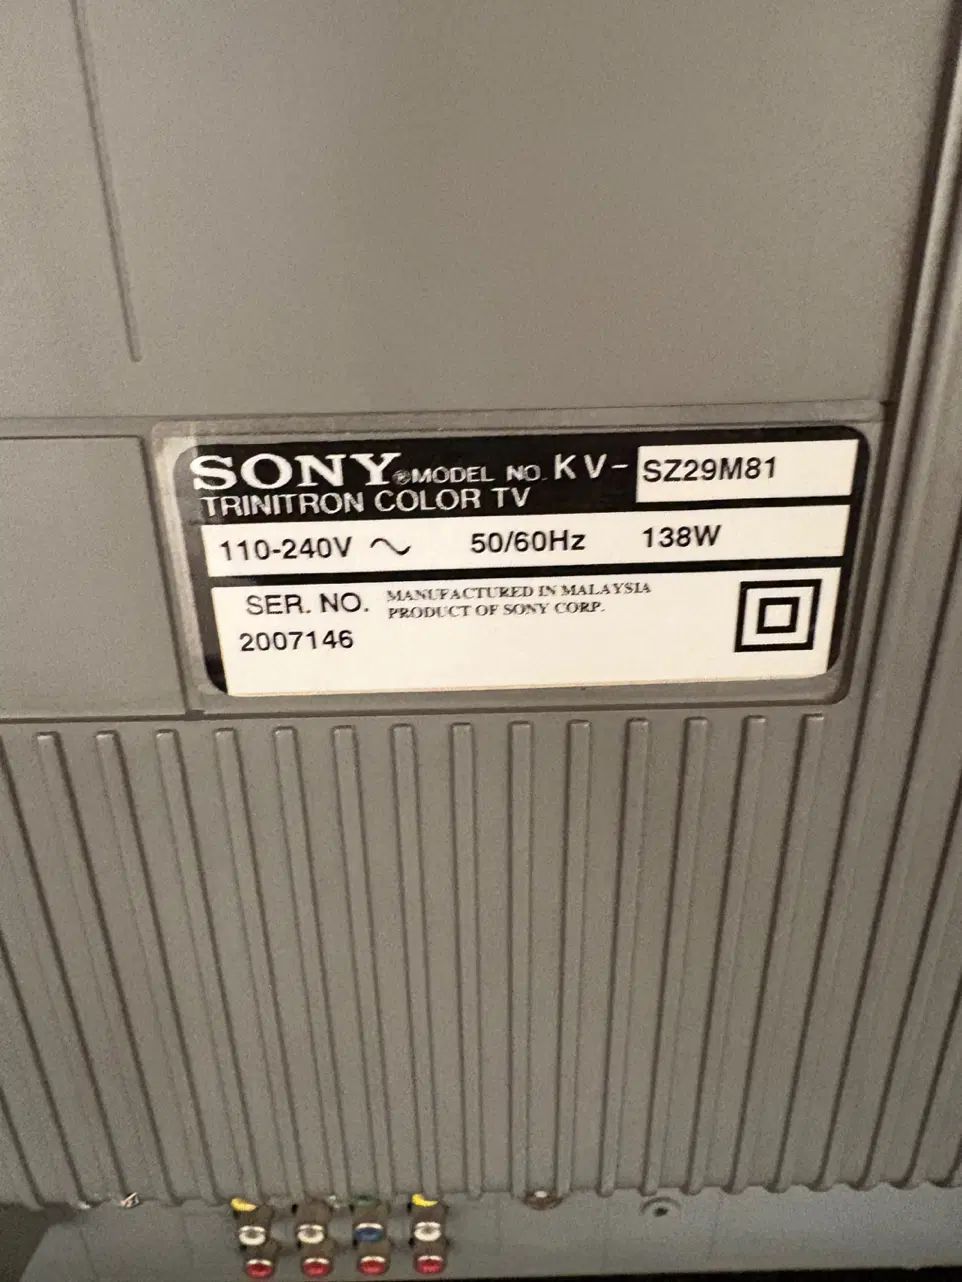 SONY® MODEL NO. KV- SZ29M81
TRINITRON COLOR TV
110-240V ~ 50/60Hz 138W
SER. NO. MANUFACTURED IN MALAYSIA
PRODUCT OF SONY CORP.
2007146